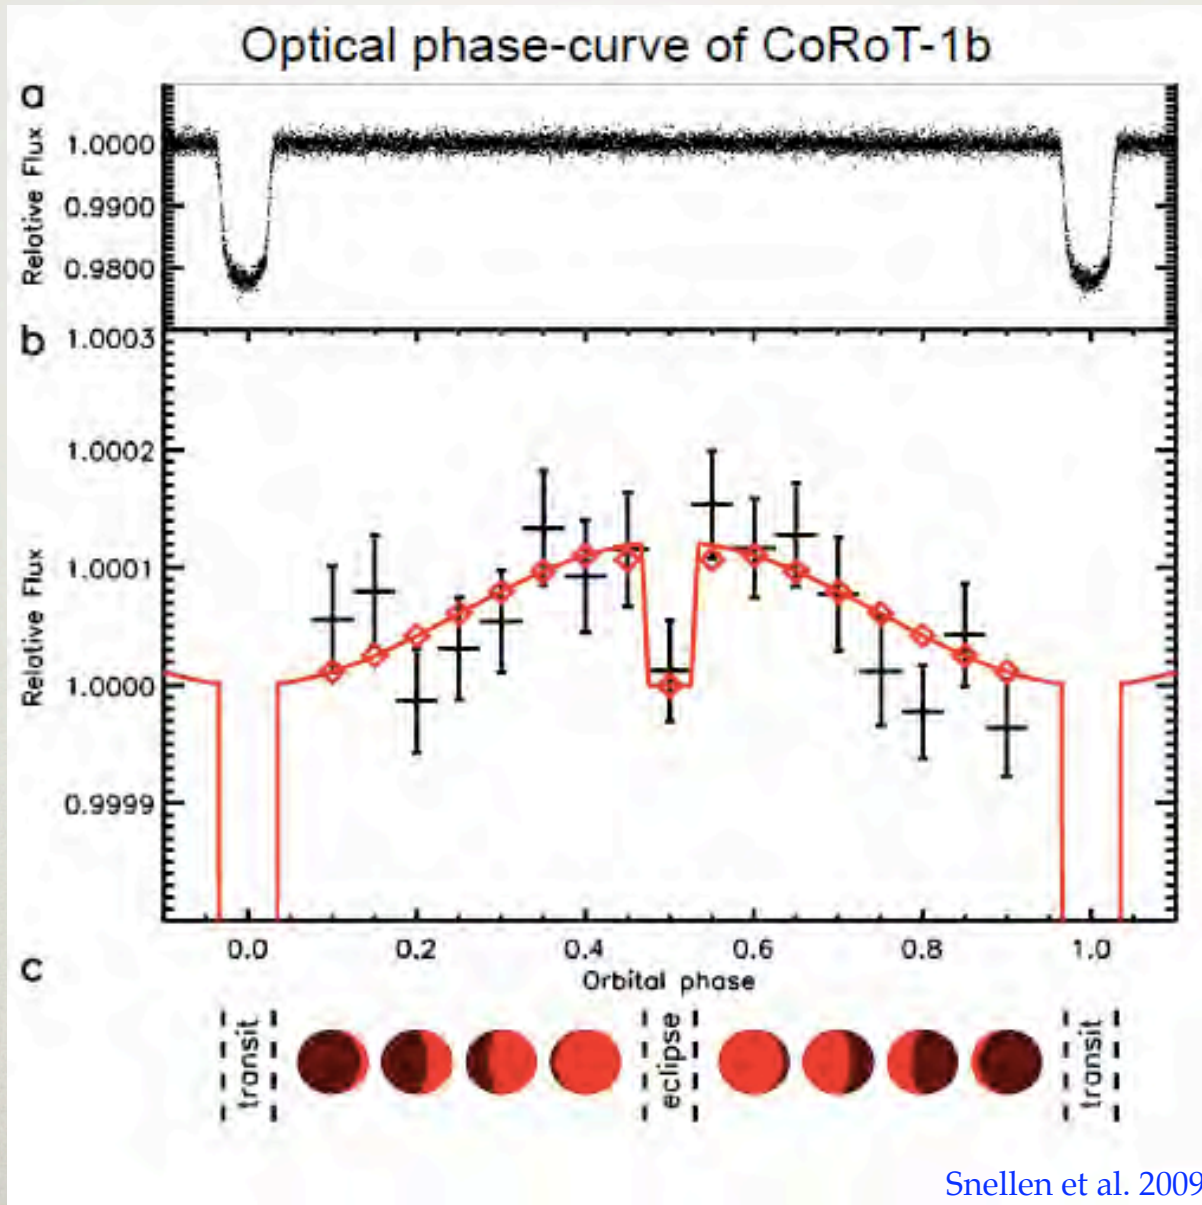 Optical phase-curve of CoRoT-1b
a
Relative Flux
1.0000
0.9900
0.9800
b
Relative Flux
1.0003
1.0002
1.0001
1.0000
0.9999
0.0 0.2 0.4 0.6 0.8 1.0
Orbital phase
c
transit
eclipse
transit
Snellen et al. 2009